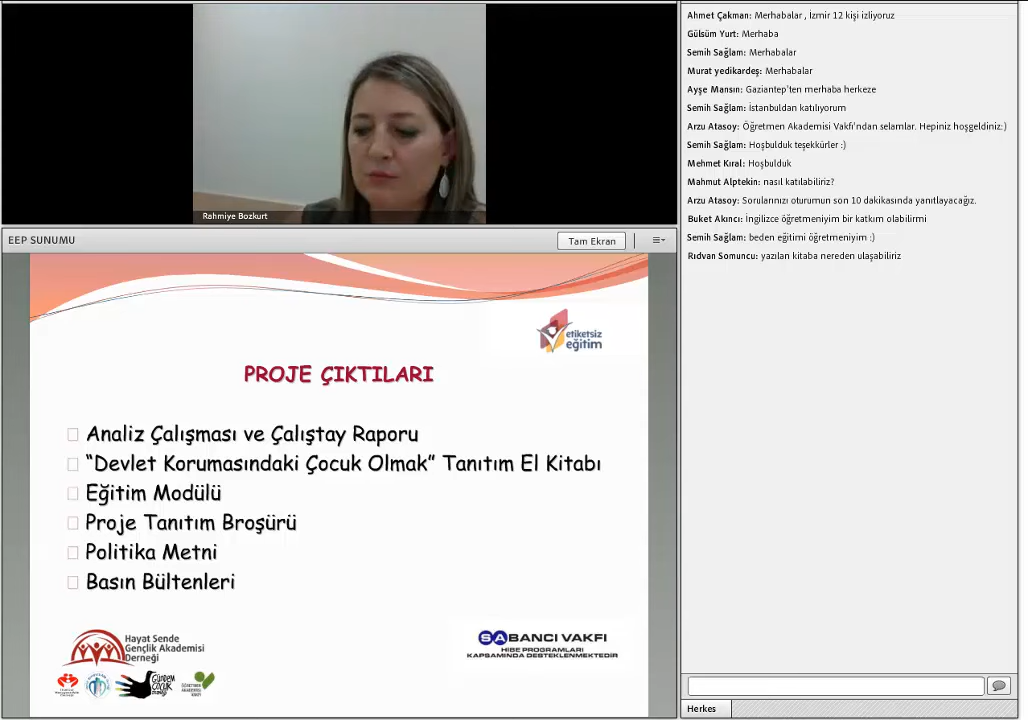 Rahmiye Bozkurt
EEP SUNUMU
Tam Ekran
etiketsiz
eğitim
PROJE ÇIKTILARI
Analiz Çalışması ve Çalıştay Raporu
“Devlet Korumasındaki Çocuk Olmak” Tanıtım El Kitabı
Eğitim Modülü
Proje Tanıtım Broşürü
Politika Metni
Basın Bültenleri
Hayat Sende
Gençlik Akademisi
Derneği
Gündem
Çocuk
SABANCI VAKFI
HİBE PROGRAMLARI
KAPSAMINDA DESTEKLENMEKTEDİR
Ahmet Çakman: Merhabalar , İzmir 12 kişi izliyoruz
Gülsüm Yurt: Merhaba
Semih Sağlam: Merhabalar
Murat yedikardeş: Merhabalar
Ayşe Mansın: Gaziantep'ten merhaba herkeze
Semih Sağlam: İstanbuldan katılıyorum
Arzu Atasoy: Öğretmen Akademisi Vakfı'ndan selamlar. Hepiniz hoşgeldiniz:)
Semih Sağlam: Hoşbulduk teşekkürler :)
Mehmet Kıral: Hoşbulduk
Mahmut Alptekin: nasıl katılabiliriz?
Arzu Atasoy: Sorularınızı oturumun son 10 dakikasında yanıtlayacağız.
Buket Akıncı: İngilizce öğretmeniyim bir katkım olabilirmi
Semih Sağlam: beden eğitimi öğretmeniyim :)
Rıdvan Somuncu: yazılan kitaba nereden ulaşabiliriz
Herkes